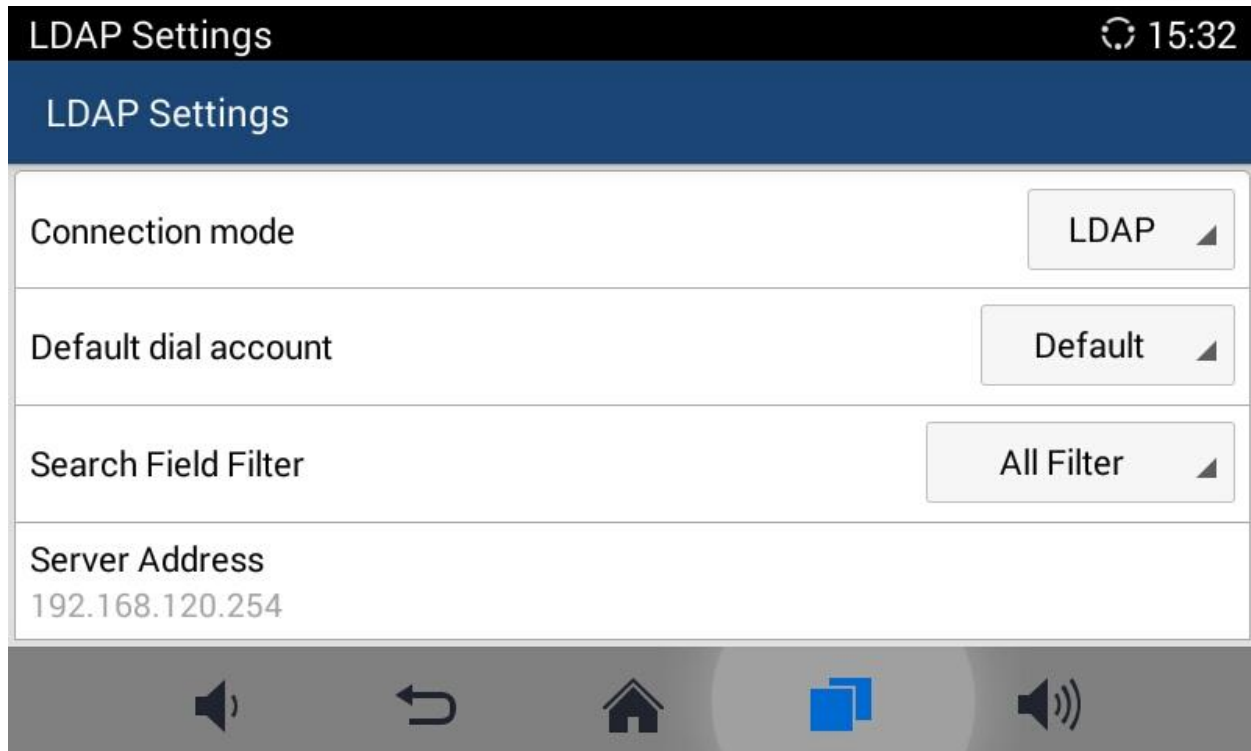 LDAP Settings 15:32
LDAP Settings
Connection mode LDAP
Default dial account Default
Search Field Filter All Filter
Server Address
192.168.120.254